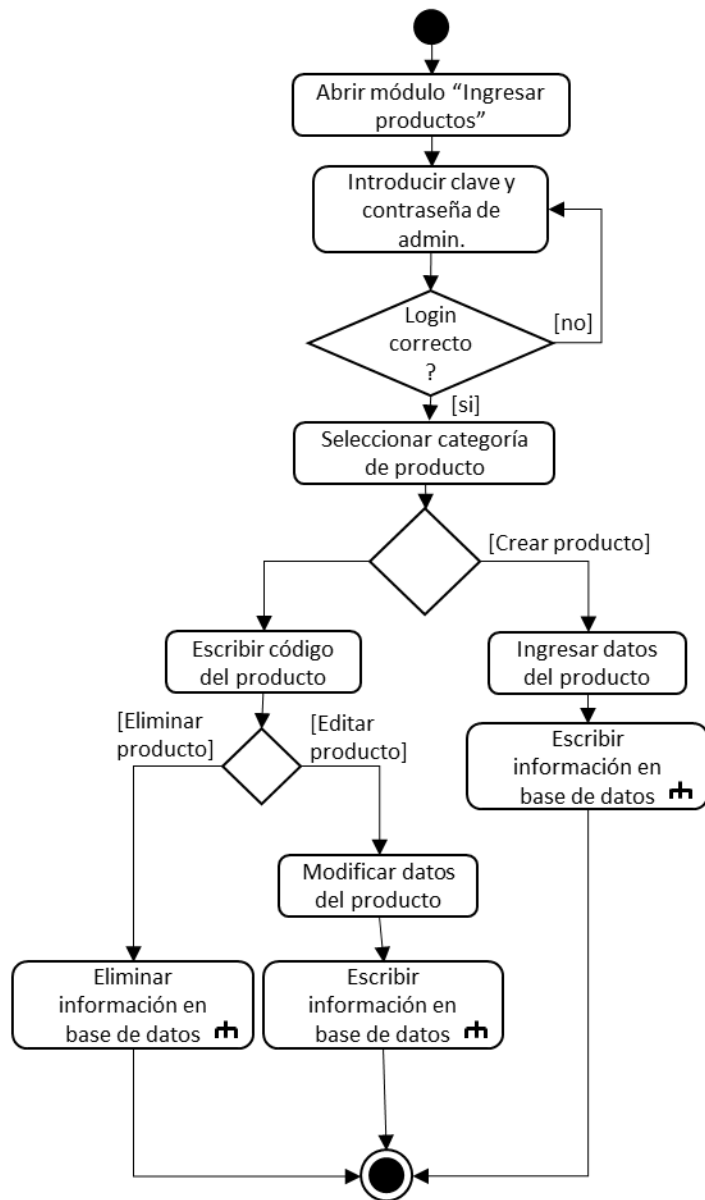 Abrir módulo “Ingresar
productos”
Introducir clave y
contraseña de
admin.
Login
correcto
?
[no]
[si]
Seleccionar categoría
de producto
[Crear producto]
Escribir código
del producto
Ingresar datos
del producto
[Eliminar
producto]
[Editar
producto]
Escribir
información en
base de datos
Modificar datos
del producto
Eliminar
información en
base de datos
Escribir
información en
base de datos